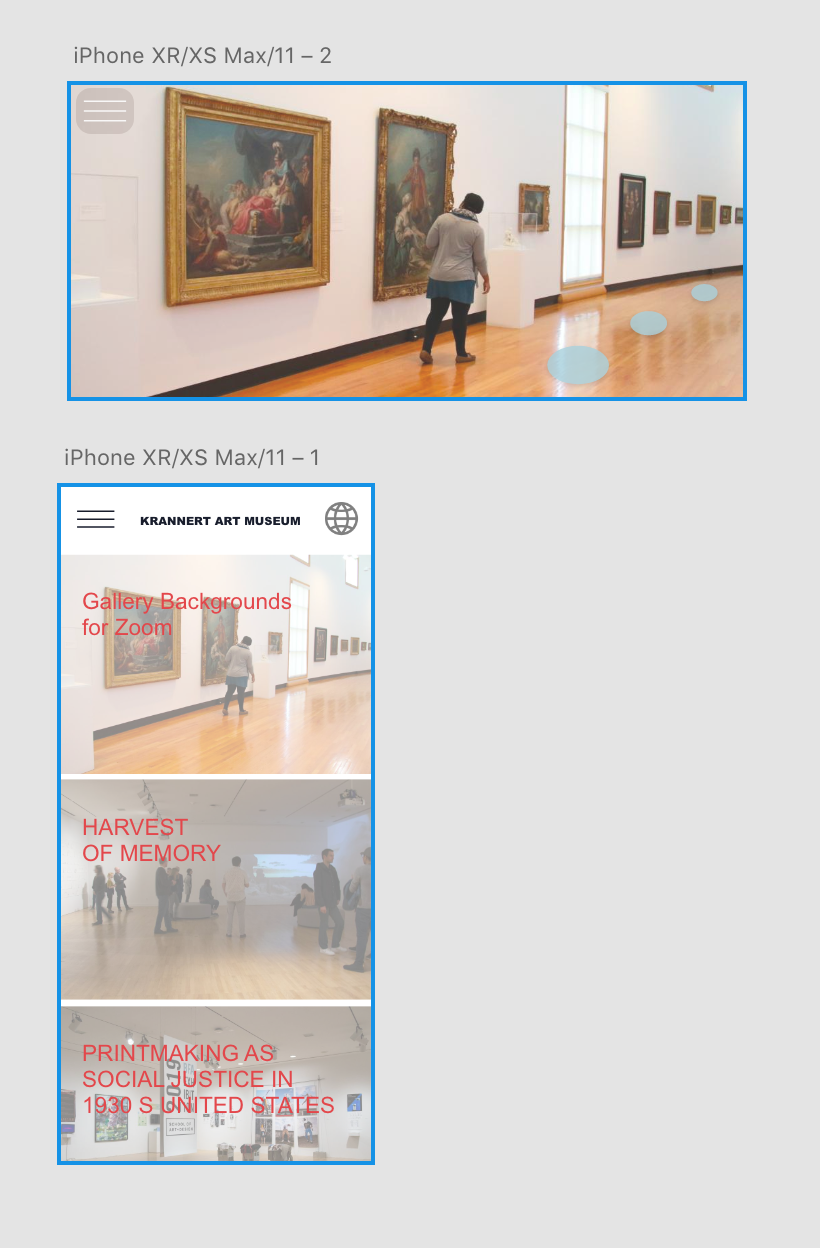 iPhone XR/XS Max/11 – 2
iPhone XR/XS Max/11 – 1
KRANNERT ART MUSEUM
Gallery Backgrounds
for Zoom
HARVEST
OF MEMORY
PRINTMAKING AS
SOCIAL JUSTICE IN
1930 S UNITED STATES
2019